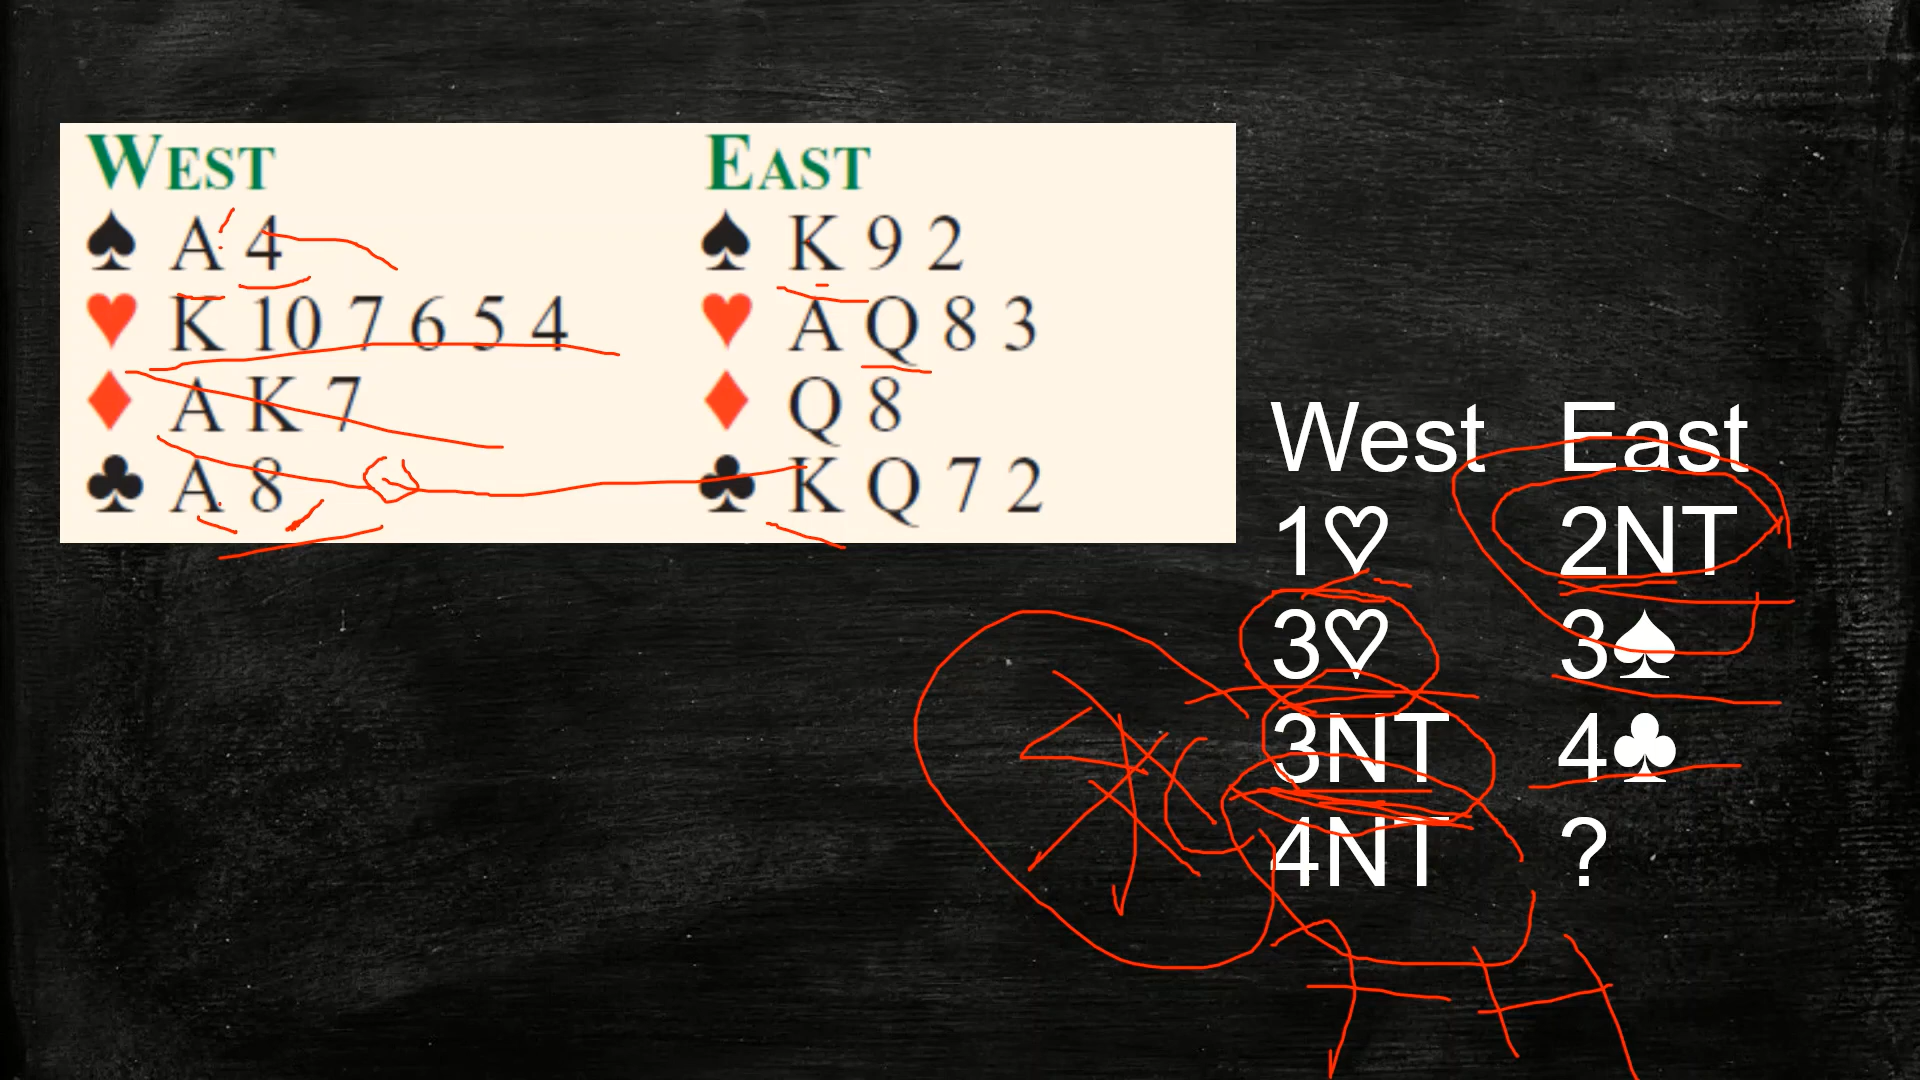 WEST EAST
♠ A 4 ♠ K 9 2
♥ K 10 7 6 5 4 ♥ A Q 8 3
♦ A K 7 ♦ Q 8
♣ A 8 ♣ K Q 7 2
West East
1♡ 2NT
3♡ 3♠
3NT 4♣
4NT ?